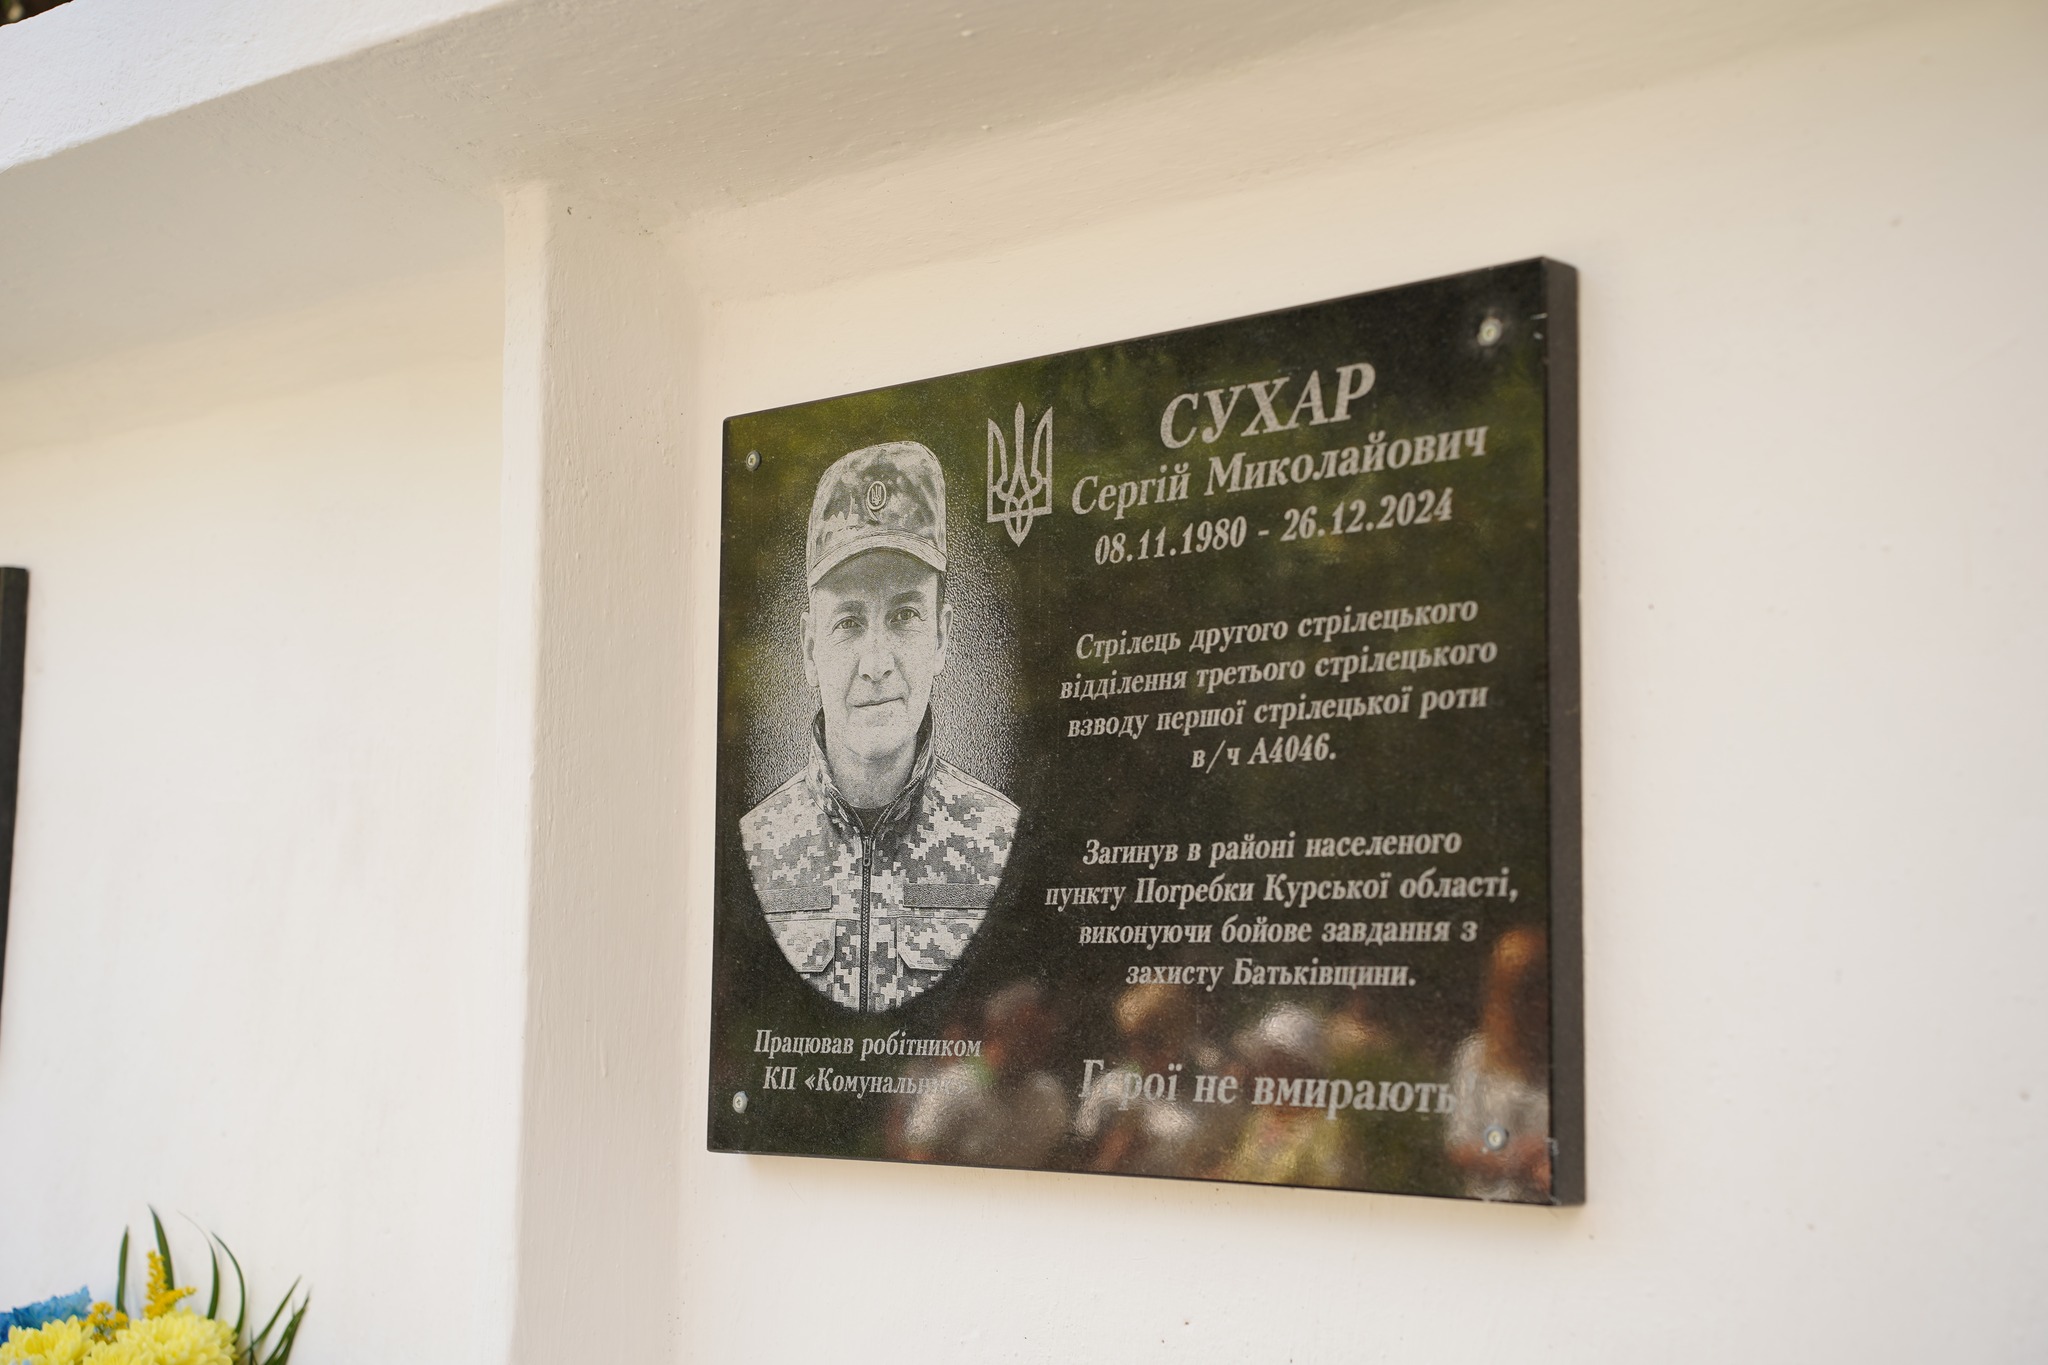 СУХАР
Сергій Миколайович
08.11.1980 - 26.12.2024
Стрілець другого стрілецького
відділення третього стрілецького
взводу першої стрілецької роти
в/ч А4046.
Загинув в районі населеного
пункту Погребки Курської області,
виконуючи бойове завдання з
захисту Батьківщини.
Працював робітником
КП
Герої не вмирають!